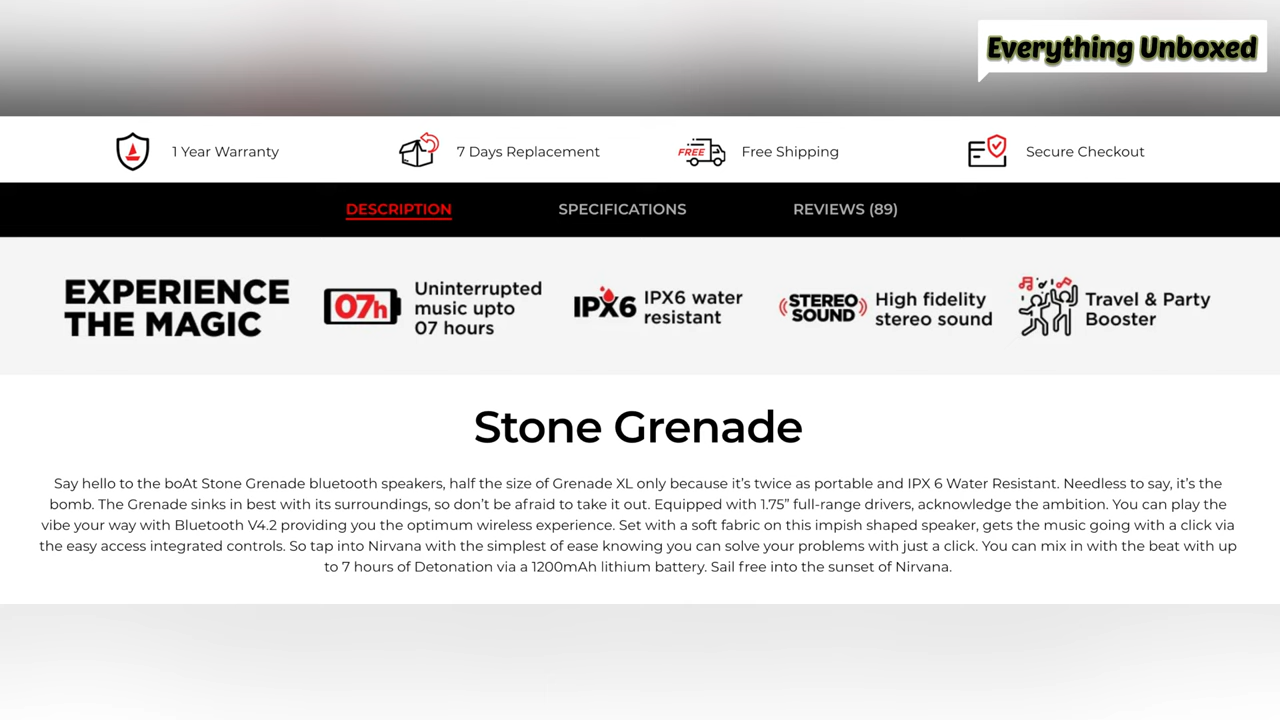 Everything Unboxed
1 Year Warranty
7 Days Replacement
FREE
Free Shipping
Secure Checkout
DESCRIPTION
SPECIFICATIONS
REVIEWS (89)
EXPERIENCE
THE MAGIC
07h
Uninterrupted
music upto
07 hours
IPX6
IPX6 water
resistant
STEREO
SOUND
High fidelity
stereo sound
Travel & Party
Booster
Stone Grenade
Say hello to the boAt Stone Grenade bluetooth speakers, half the size of Grenade XL only because it’s twice as portable and IPX 6 Water Resistant. Needless to say, it’s the
bomb. The Grenade sinks in best with its surroundings, so don’t be afraid to take it out. Equipped with 1.75” full-range drivers, acknowledge the ambition. You can play the
vibe your way with Bluetooth V4.2 providing you the optimum wireless experience. Set with a soft fabric on this impish shaped speaker, gets the music going with a click via
the easy access integrated controls. So tap into Nirvana with the simplest of ease knowing you can solve your problems with just a click. You can mix in with the beat with up
to 7 hours of Detonation via a 1200mAh lithium battery. Sail free into the sunset of Nirvana.